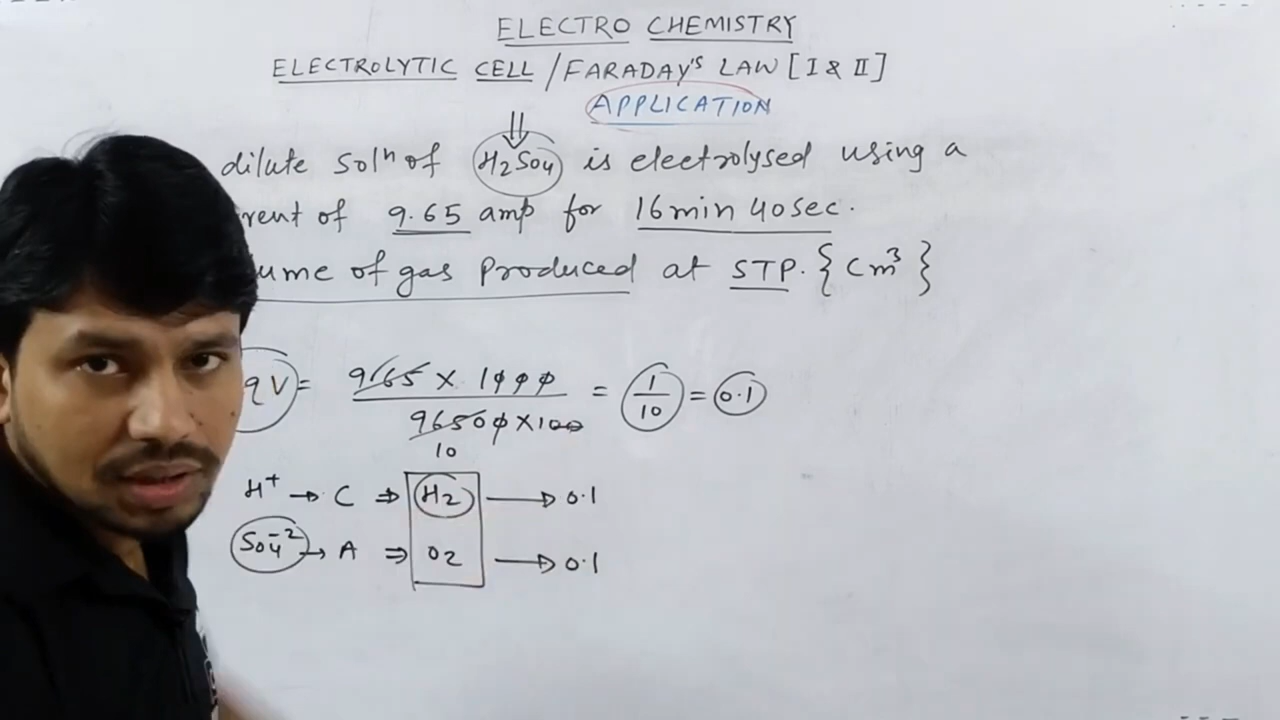 ELECTRO CHEMISTRY
ELECTROLYTIC CELL / FARADAY'S LAW [I & II]
APPLICATION
⇓
dilute solⁿ of H2SO4 is electrolysed using a
rent of 9.65 amp for 16min 40sec.
ume of gas produced at STP. {Cm³}
qV = 9.65 × 1000 / 96500 × 100 = 1/10 = 0.1
10
H⁺ → C ⇒ H2 → 0.1
SO4⁻² → A ⇒ O2 → 0.1